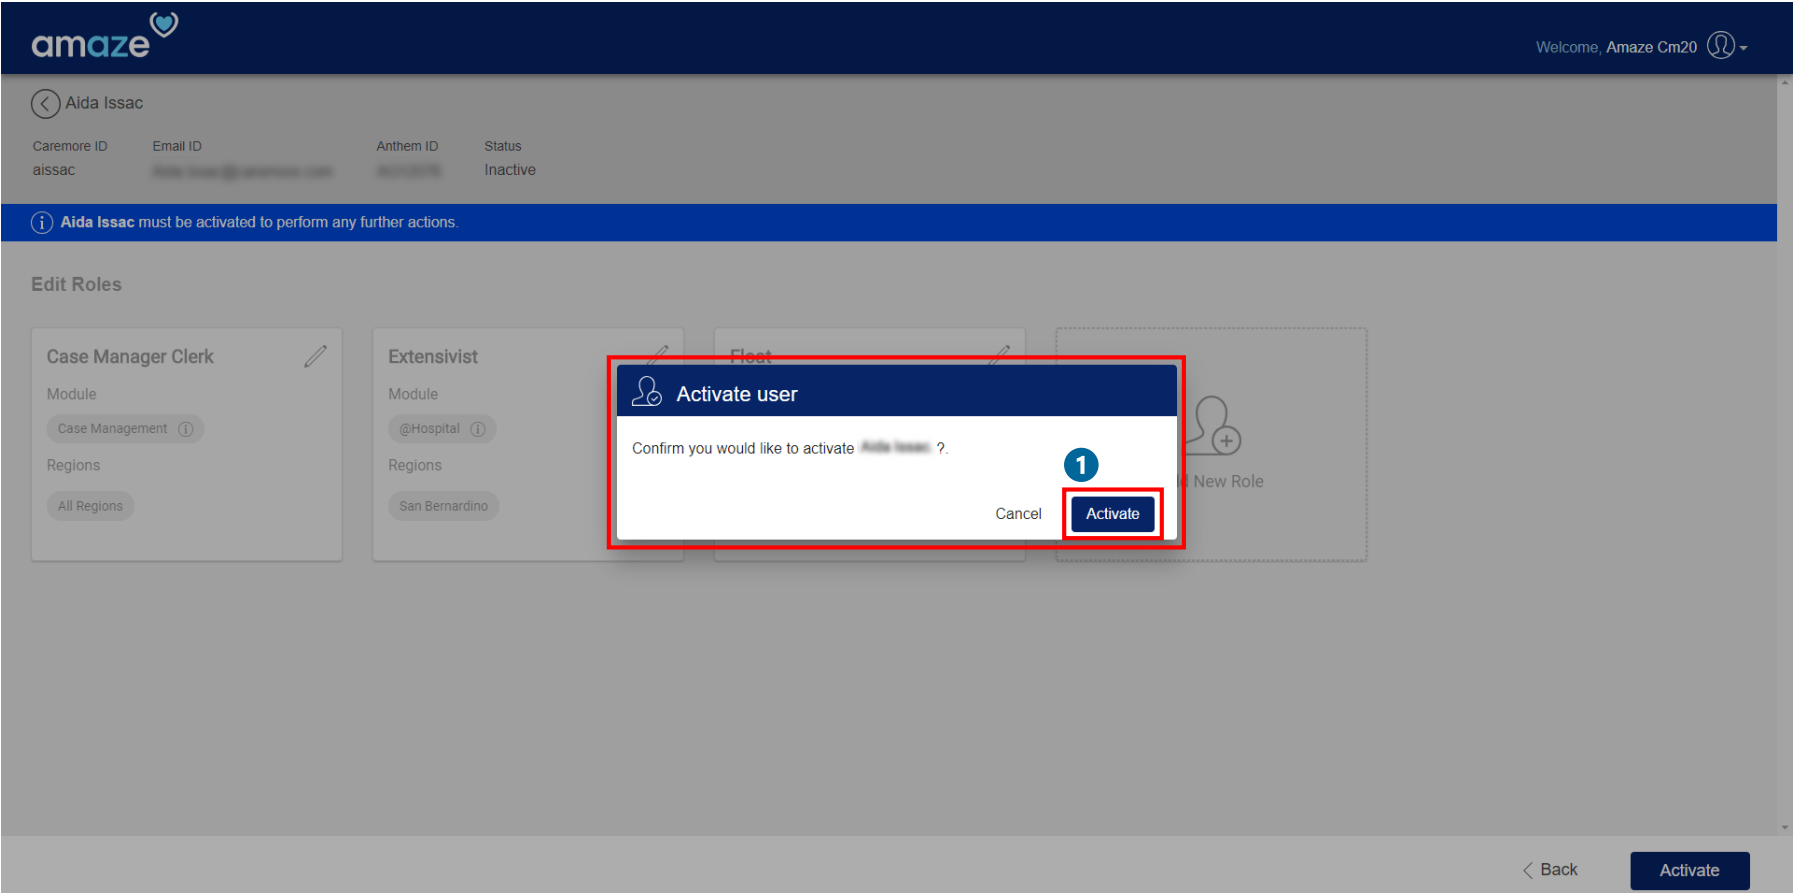 amaze
Welcome, Amaze Cm20
Aida Issac
Caremore ID Email ID Anthem ID Status
aissac Inactive
i Aida Issac must be activated to perform any further actions.
Edit Roles
Case Manager Clerk
Module
Case Management i
Regions
All Regions
Extensivist
Module
@Hospital i
Regions
San Bernardino
Float
New Role
Activate user
Confirm you would like to activate ?.
1
Cancel Activate
Back Activate